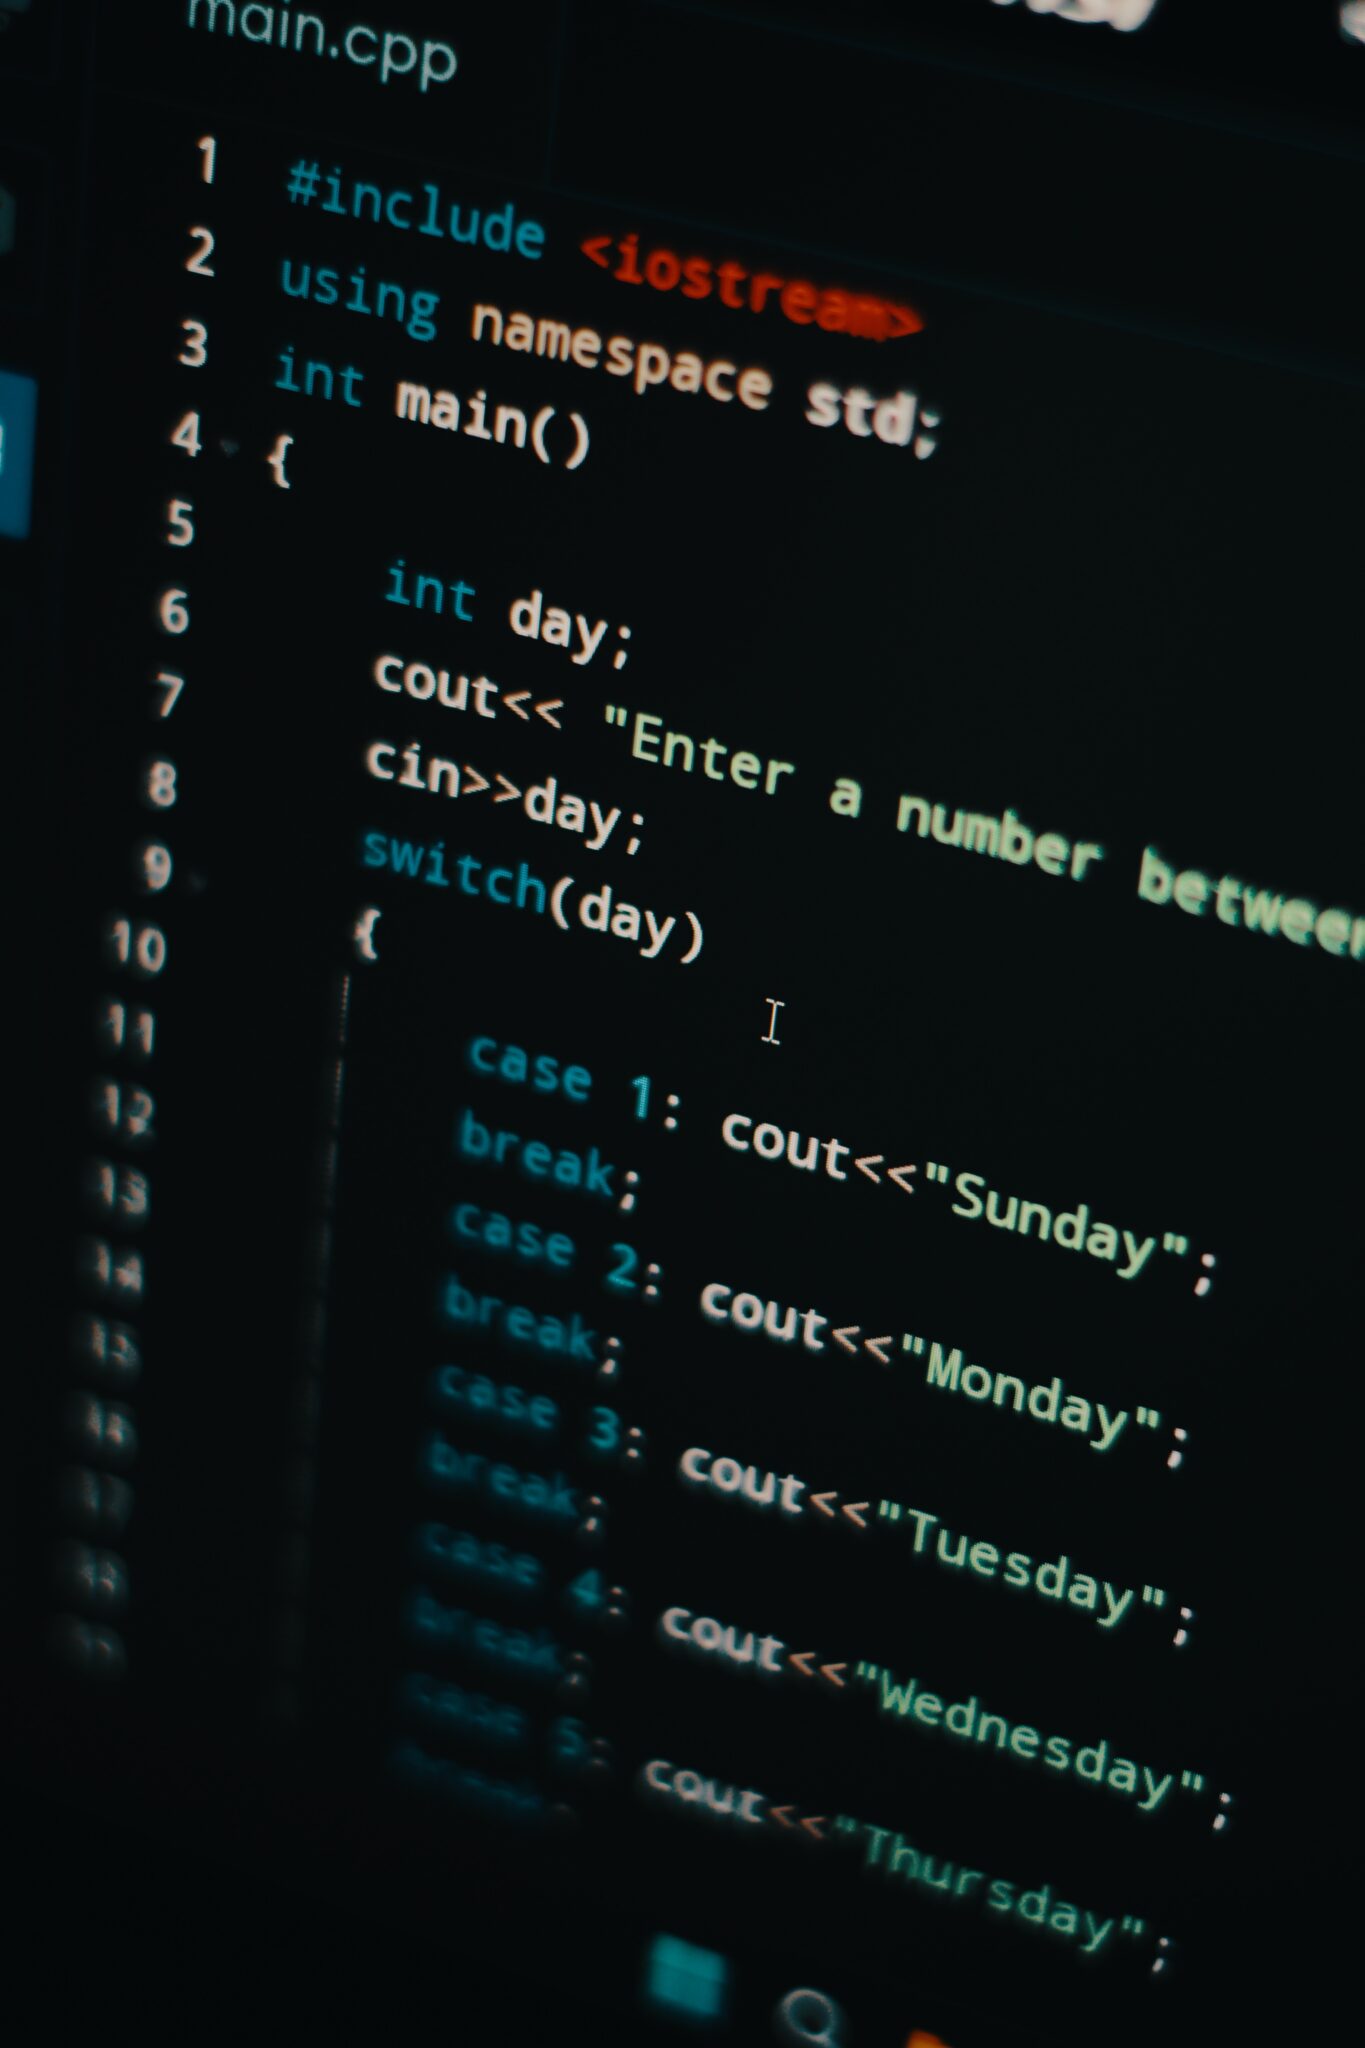 main.cpp
1 #include <iostream>
2 using namespace std;
3 int main()
4 {
5
6 int day;
7 cout<< "Enter a number between
8 cin>>day;
9 switch(day)
10 {
11
12 case 1: cout<<"Sunday";
13 break;
14 case 2: cout<<"Monday";
15 break;
16 case 3: cout<<"Tuesday";
17 break;
18 case 4: cout<<"Wednesday";
19 break;
case 5: cout<<"Thursday";
break;